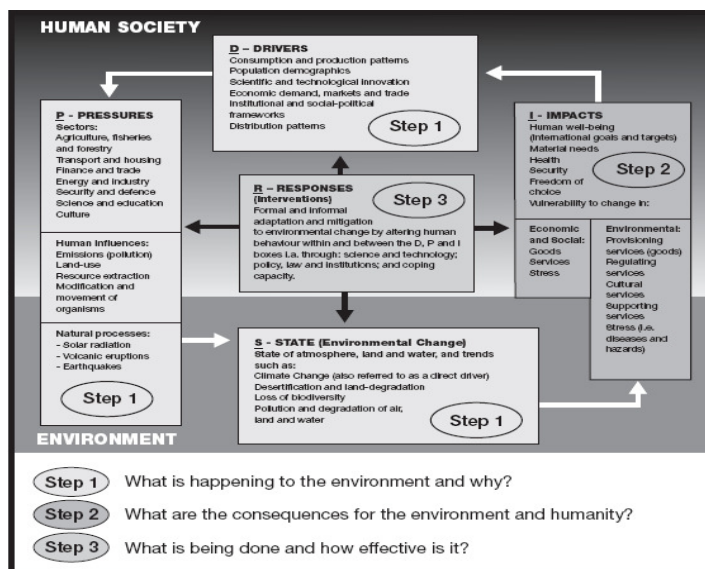 HUMAN SOCIETY
D – DRIVERS
Consumption and production patterns
Population demographics
Scientific and technological innovation
Economic demand, markets and trade
Institutional and social-political
frameworks
Distribution patterns
Step 1
P - PRESSURES
Sectors:
Agriculture, fisheries
and forestry
Transport and housing
Finance and trade
Energy and industry
Security and defence
Science and education
Culture
Human influences:
Emissions (pollution)
Land-use
Resource extraction
Modification and
movement of
organisms
Natural processes:
- Solar radiation
- Volcanic eruptions
- Earthquakes
Step 1
R – RESPONSES
(Interventions)
Step 3
Formal and informal
adaptation and mitigation
to environmental change by altering human
behaviour within and between the D, P and I
boxes i.a. through: science and technology;
policy, law and institutions; and coping
capacity.
I - IMPACTS
Human well-being
(International goals and targets)
Material needs
Health
Security
Freedom of
choice
Step 2
Vulnerability to change in:
Economic
and Social:
Goods
Services
Stress
Environmental:
Provisioning
services (goods)
Regulating
services
Cultural
services
Supporting
services
Stress (i.e.
diseases and
hazards)
S - STATE (Environmental Change)
State of atmosphere, land and water, and trends
such as:
Climate Change (also referred to as a direct driver)
Desertification and land-degradation
Loss of biodiversity
Pollution and degradation of air,
land and water
Step 1
ENVIRONMENT
Step 1 What is happening to the environment and why?
Step 2 What are the consequences for the environment and humanity?
Step 3 What is being done and how effective is it?